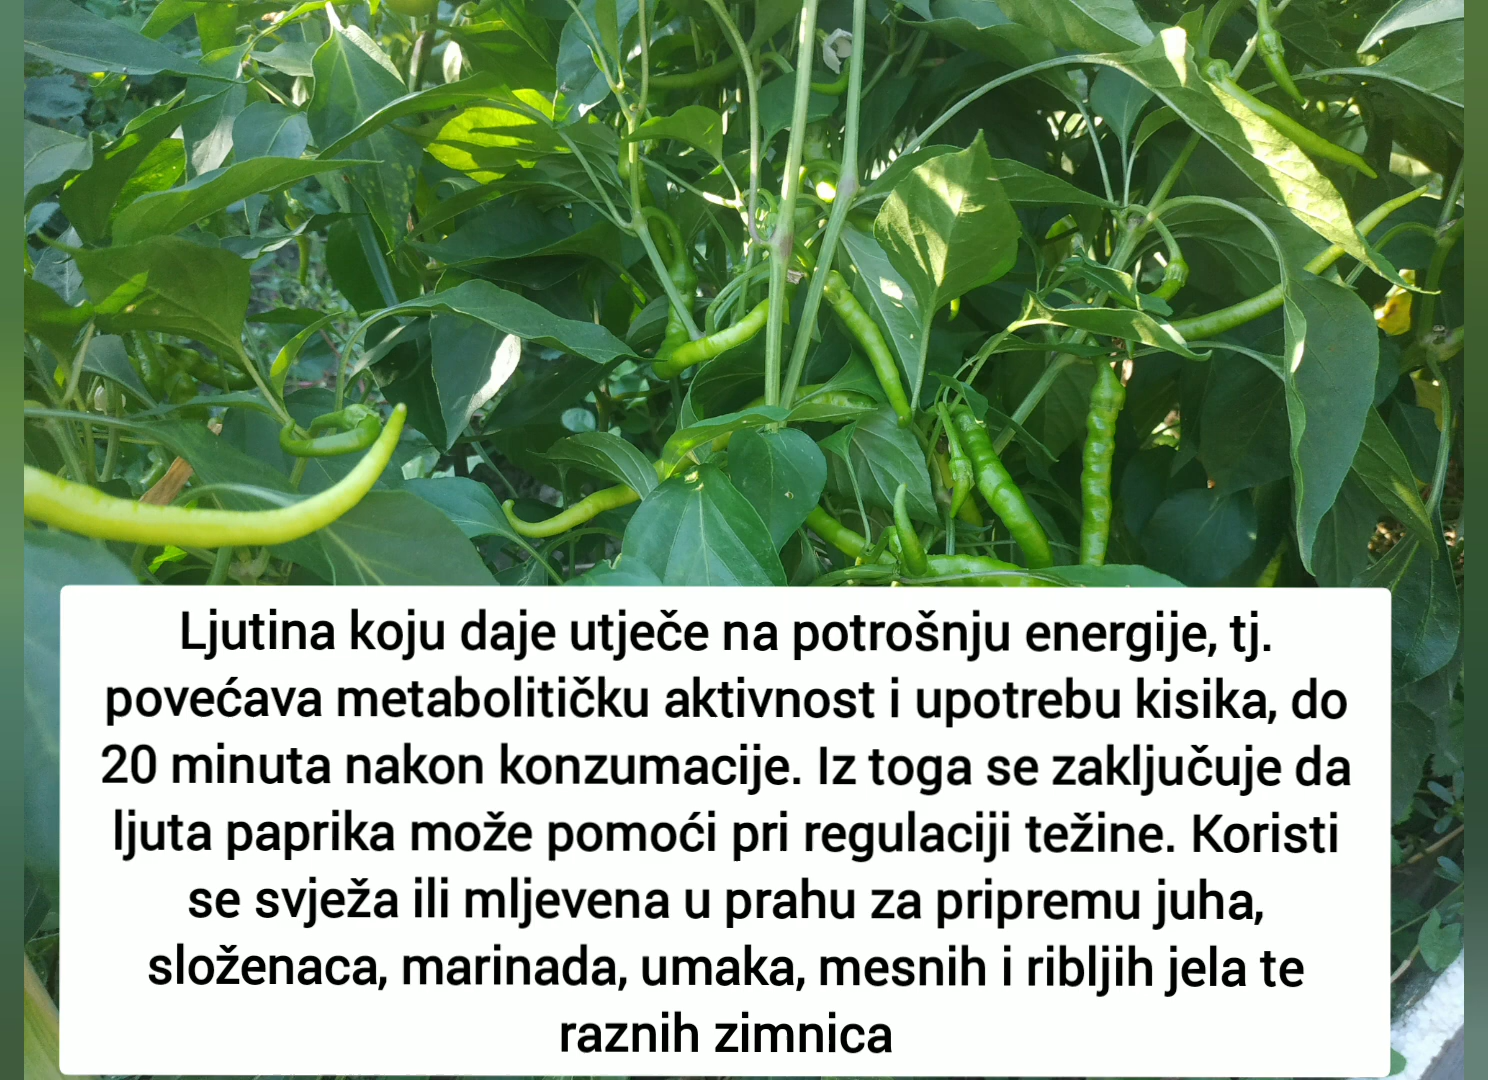 Ljutina koju daje utječe na potrošnju energije, tj.
povećava metabolitičku aktivnost i upotrebu kisika, do
20 minuta nakon konzumacije. Iz toga se zaključuje da
ljuta paprika može pomoći pri regulaciji težine. Koristi
se svježa ili mljevena u prahu za pripremu juha,
složenaca, marinada, umaka, mesnih i ribljih jela te
raznih zimnica